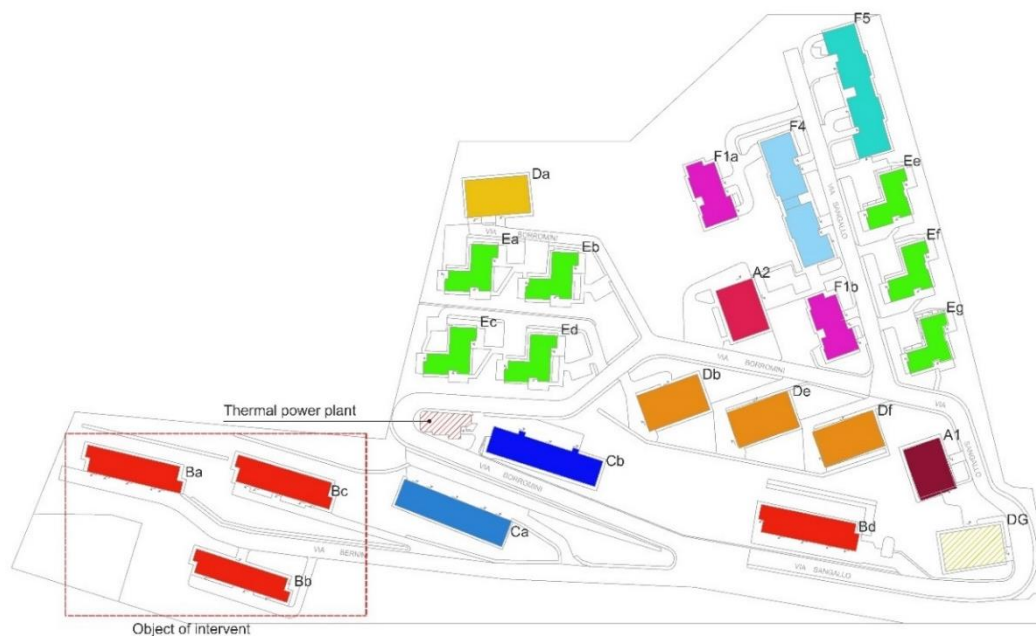 F5
F4
F1a
Ee
VIA SANGALLO
Da
VIA BORROMINI
Ea
Eb
Ef
A2
F1b
Eg
Ec
Ed
VIA BORROMINI
Db
De
Df
VIA SANGALLO
A1
Thermal power plant
Cb
VIA BORROMINI
Ba
Bc
Ca
Bd
DG
VIA BERNINI
VIA SANGALLO
Bb
Object of intervent